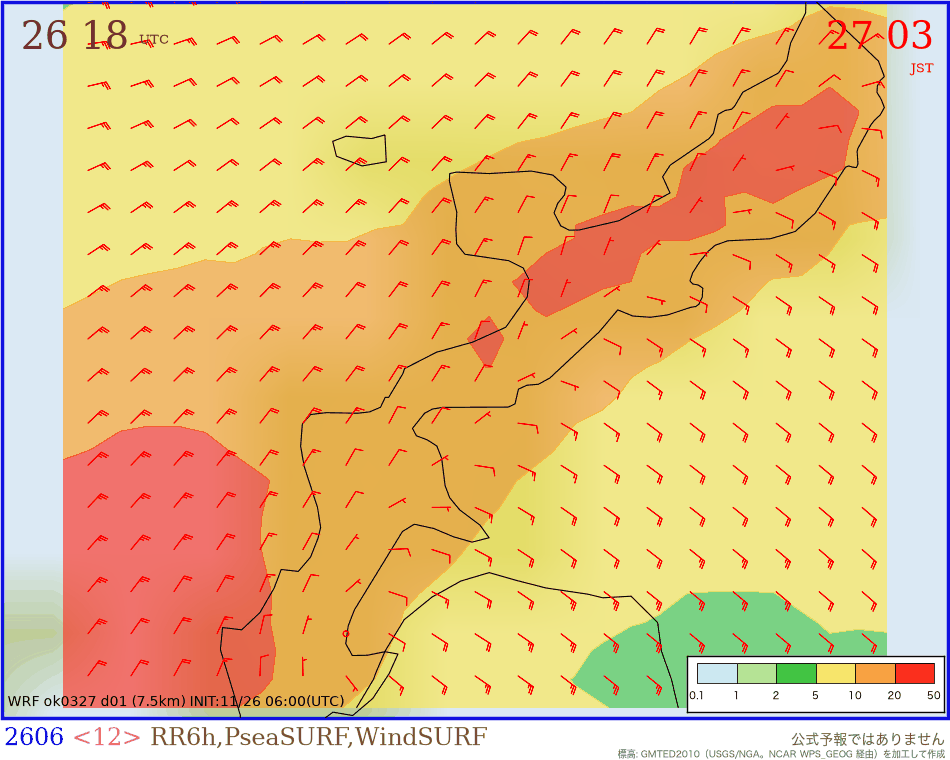 26 18 UTC
27 03
JST
0.1 1 2 5 10 20 50
WRF ok0327 d01 (7.5km) INIT:11/26 06:00(UTC)
2606 <12> RR6h,PseaSURF,WindSURF
公式予報ではありません
標高: GMTED2010（USGS/NGA。NCAR WPS_GEOG 経由）を加工して作成